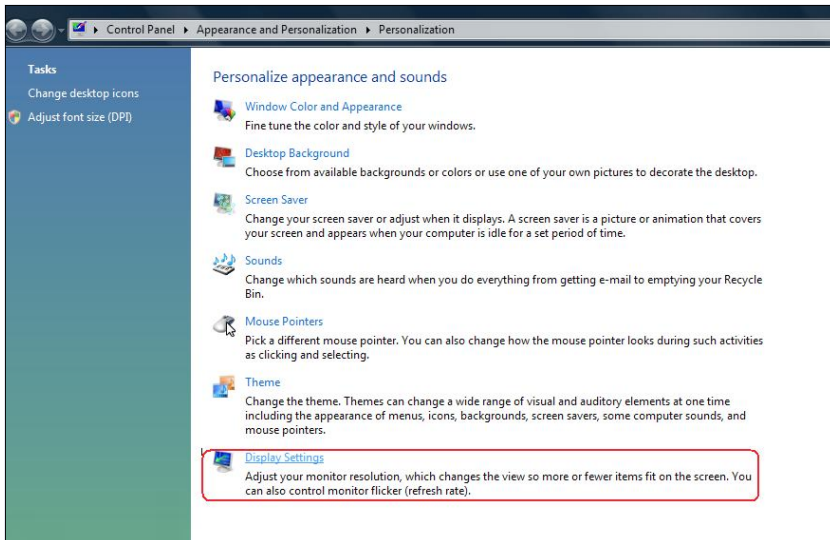 Control Panel ▸ Appearance and Personalization ▸ Personalization
Tasks
Change desktop icons
Adjust font size (DPI)
Personalize appearance and sounds
Window Color and Appearance
Fine tune the color and style of your windows.
Desktop Background
Choose from available backgrounds or colors or use one of your own pictures to decorate the desktop.
Screen Saver
Change your screen saver or adjust when it displays. A screen saver is a picture or animation that covers
your screen and appears when your computer is idle for a set period of time.
Sounds
Change which sounds are heard when you do everything from getting e-mail to emptying your Recycle
Bin.
Mouse Pointers
Pick a different mouse pointer. You can also change how the mouse pointer looks during such activities
as clicking and selecting.
Theme
Change the theme. Themes can change a wide range of visual and auditory elements at one time
including the appearance of menus, icons, backgrounds, screen savers, some computer sounds, and
mouse pointers.
Display Settings
Adjust your monitor resolution, which changes the view so more or fewer items fit on the screen. You
can also control monitor flicker (refresh rate).